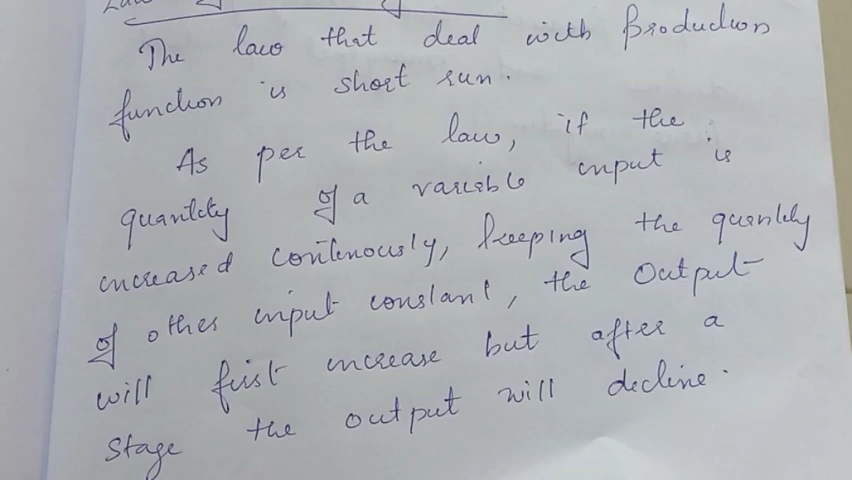 The law that deal with Production
function is short run.
As per the law, if the
quantity of a variable input is
increased continously, keeping the quantity
of other input constant, the output
will first increase but after a
stage the output will decline.